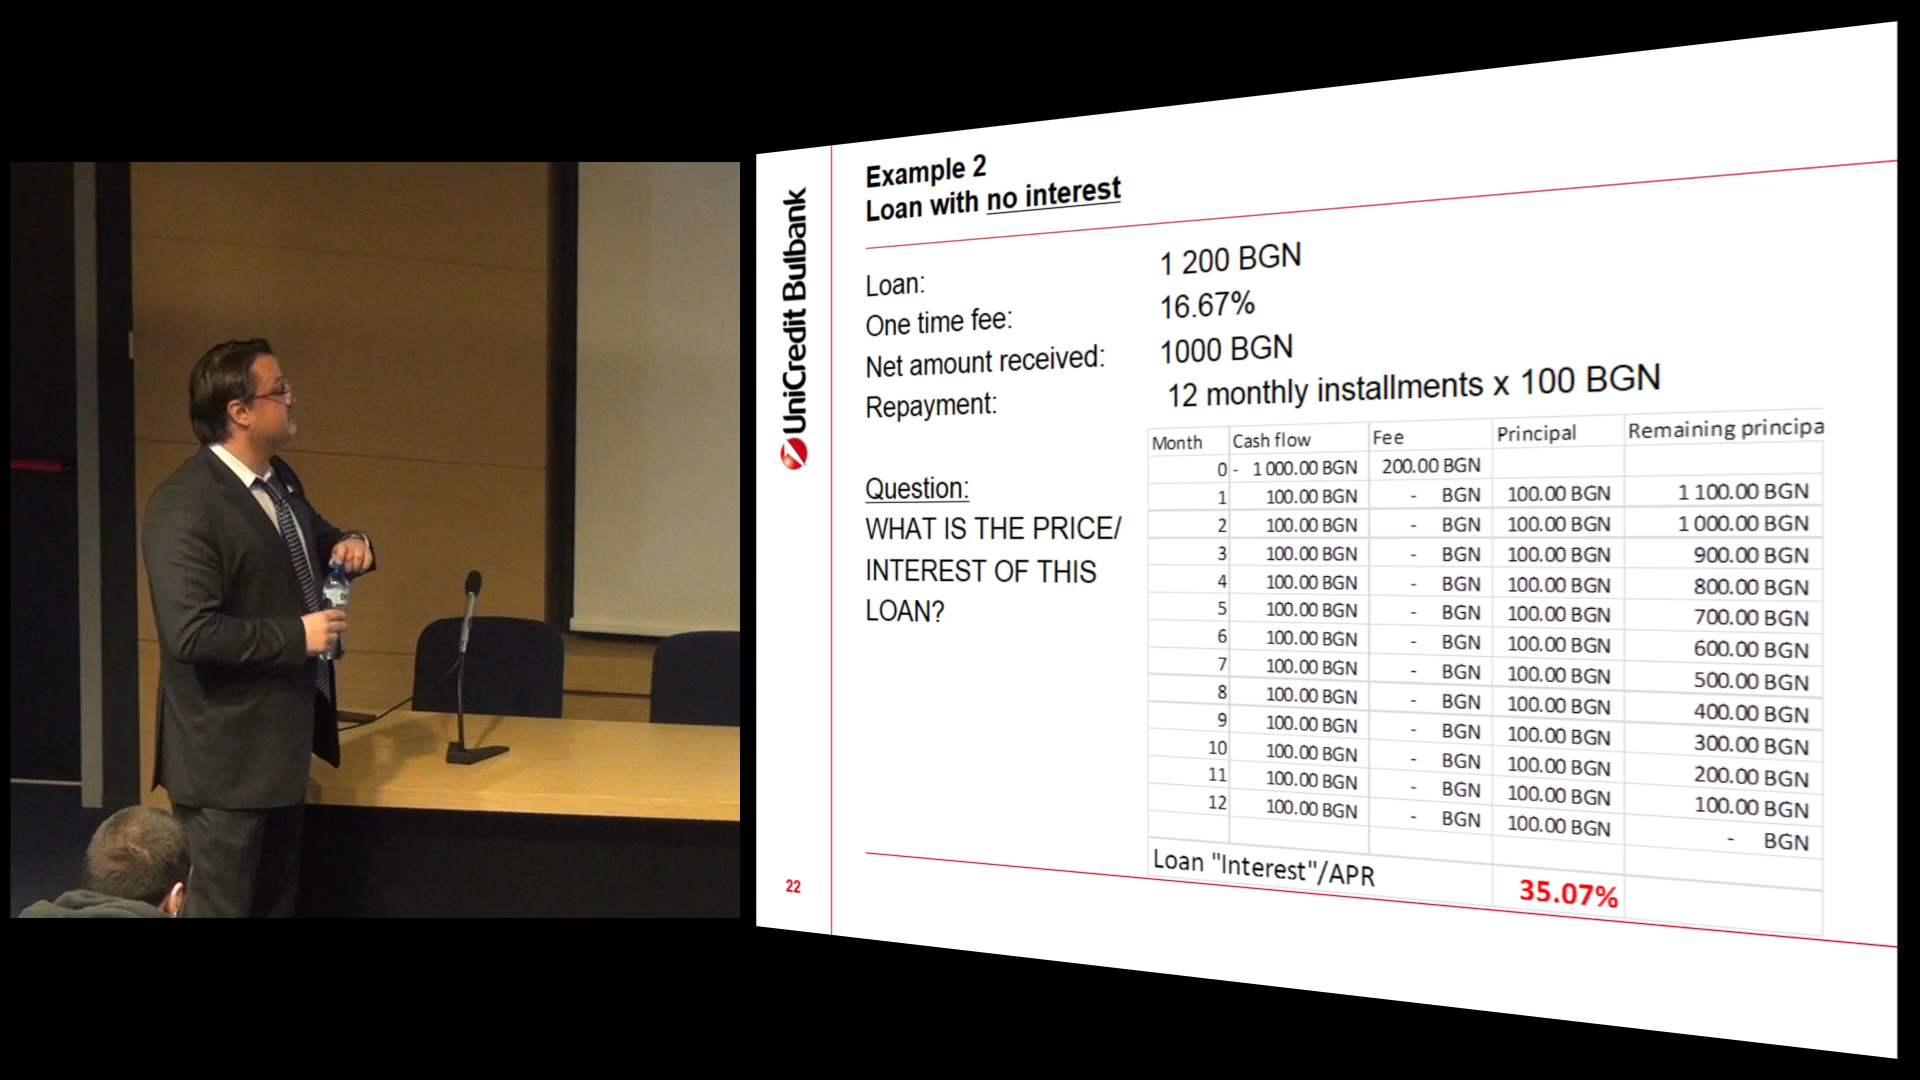 UniCredit Bulbank
Example 2
Loan with no interest
Loan: 1 200 BGN
One time fee: 16.67%
Net amount received: 1000 BGN
Repayment: 12 monthly installments x 100 BGN
Question:
WHAT IS THE PRICE/
INTEREST OF THIS
LOAN?
Month Cash flow Fee Principal Remaining principa
0 - 1 000.00 BGN 200.00 BGN
1 100.00 BGN - BGN 100.00 BGN 1 100.00 BGN
2 100.00 BGN - BGN 100.00 BGN 1 000.00 BGN
3 100.00 BGN - BGN 100.00 BGN 900.00 BGN
4 100.00 BGN - BGN 100.00 BGN 800.00 BGN
5 100.00 BGN - BGN 100.00 BGN 700.00 BGN
6 100.00 BGN - BGN 100.00 BGN 600.00 BGN
7 100.00 BGN - BGN 100.00 BGN 500.00 BGN
8 100.00 BGN - BGN 100.00 BGN 400.00 BGN
9 100.00 BGN - BGN 100.00 BGN 300.00 BGN
10 100.00 BGN - BGN 100.00 BGN 200.00 BGN
11 100.00 BGN - BGN 100.00 BGN 100.00 BGN
12 100.00 BGN - BGN 100.00 BGN - BGN
Loan "Interest"/APR 35.07%
22